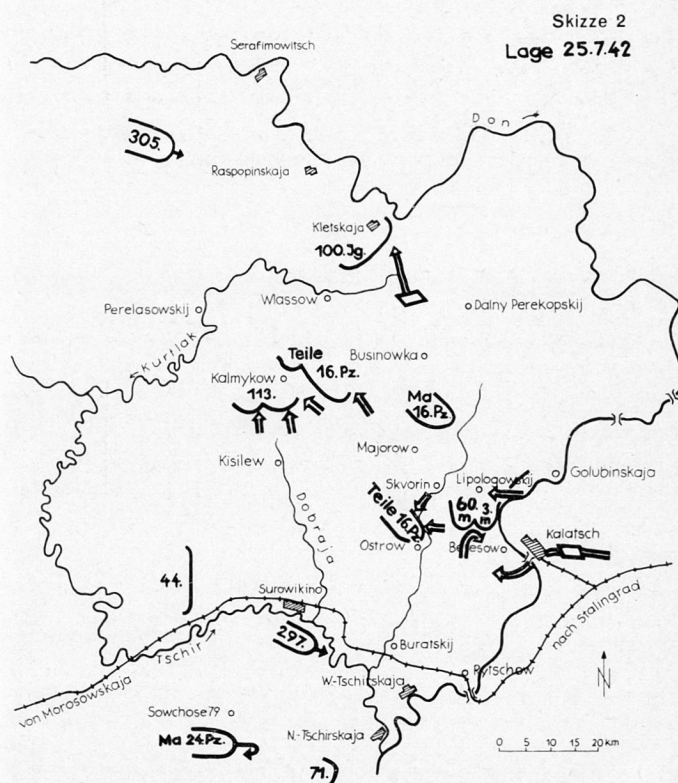 Skizze 2
Lage 25.7.42
Serafimowitsch
Don
305.
Raspopinskaja
Kletskaja
100.Jg.
Wlassow
Perelasowskij
Dalny Perekopskij
Kurtlak
Teile
16.Pz.
Businowka
Kalmykow
113.
Ma
16.Pz
Majorow
Kisilew
Skvorin
Lipologowskij
Golubinskaja
Teile 16.Pz.
60.
m
3.
m
Dobraja
Ostrow
Beresowo
Kalatsch
44.
Surowikino
nach Stalingrad
297.
Tschir
Buratskij
von Morosowskaja
W-Tschirskaja
Rytschow
Sowchose79
Ma 24.Pz.
N.-Tschirskaja
71.
N
0 5 10 15 20 km